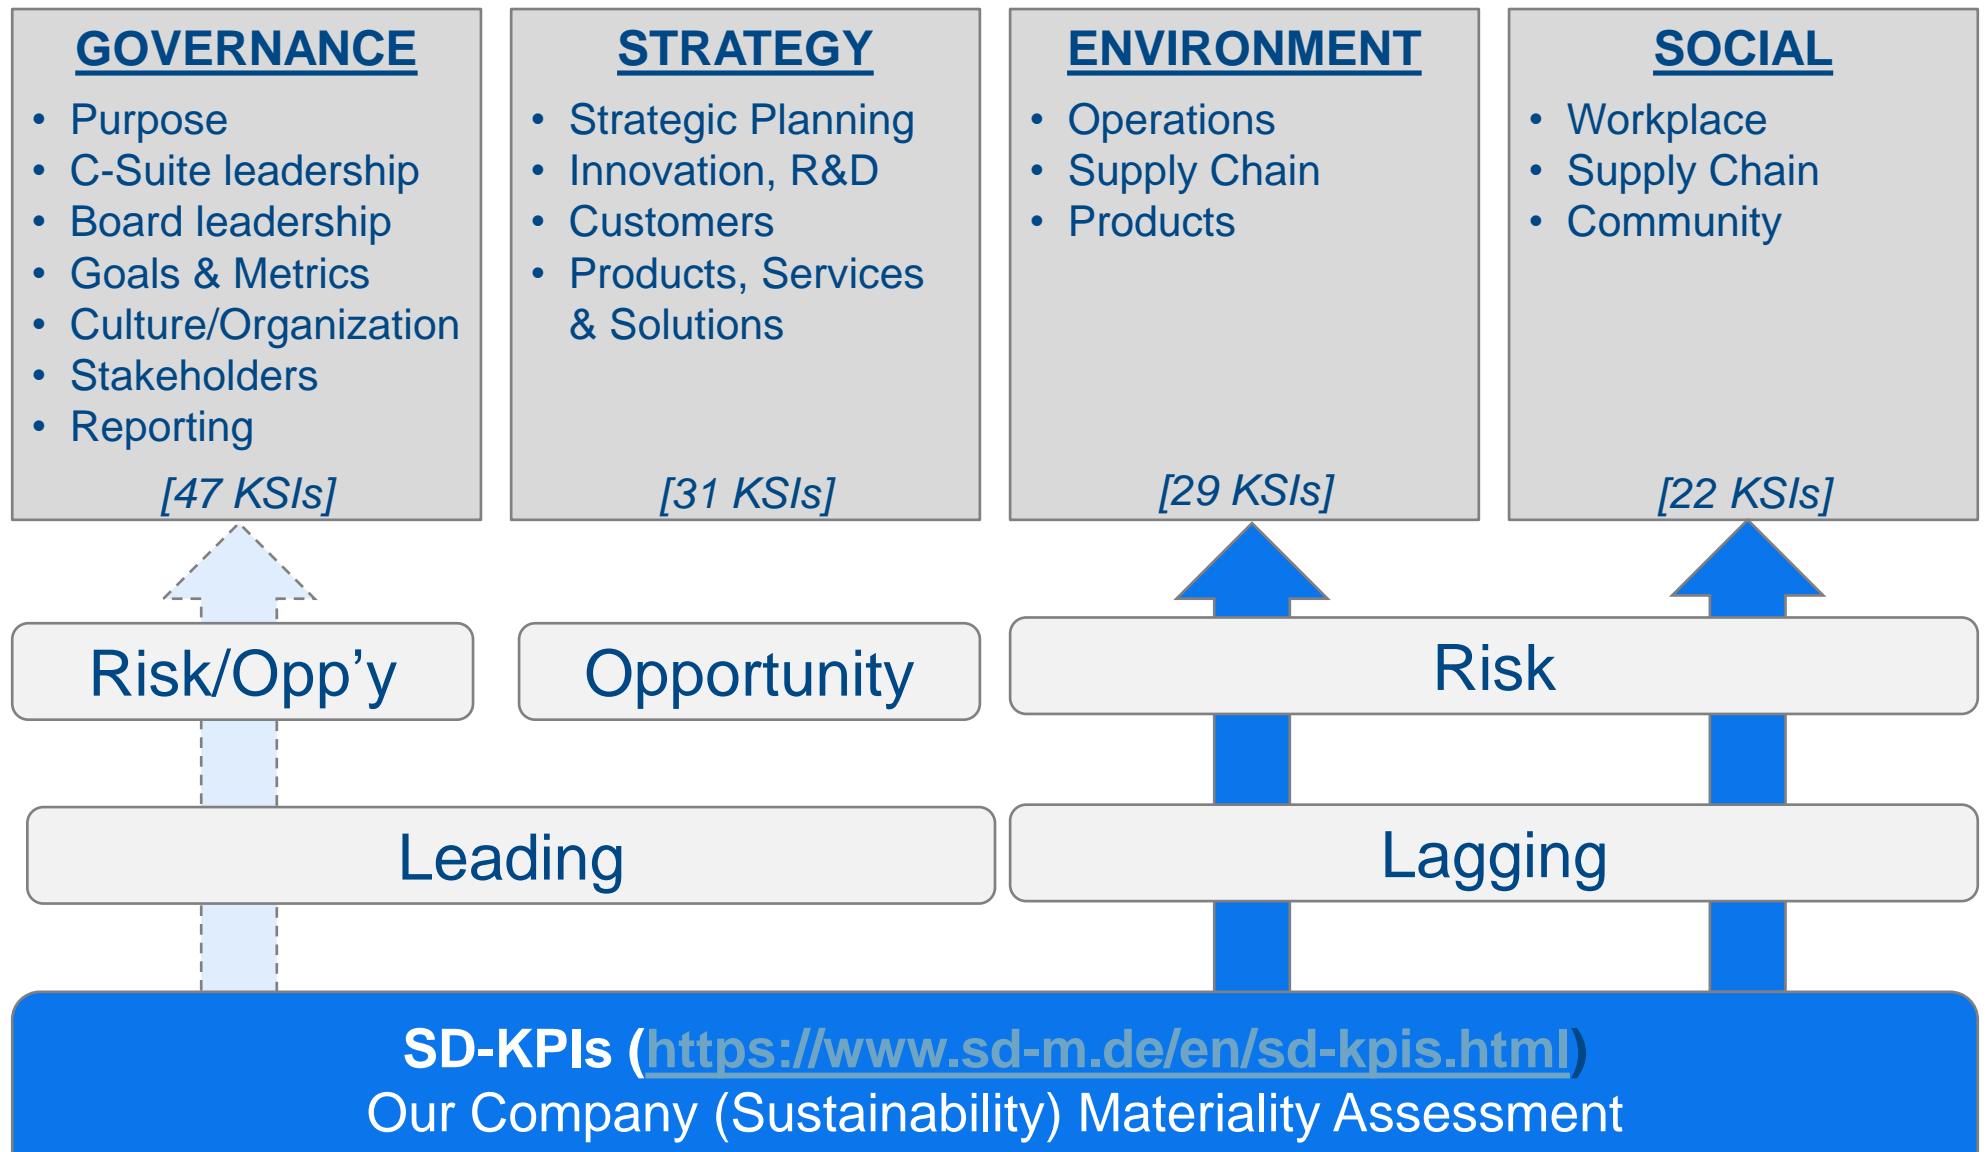 GOVERNANCE
• Purpose
• C-Suite leadership
• Board leadership
• Goals & Metrics
• Culture/Organization
• Stakeholders
• Reporting
[47 KSIs]
STRATEGY
• Strategic Planning
• Innovation, R&D
• Customers
• Products, Services
& Solutions
[31 KSIs]
ENVIRONMENT
• Operations
• Supply Chain
• Products
[29 KSIs]
SOCIAL
• Workplace
• Supply Chain
• Community
[22 KSIs]
Risk/Opp’y
Opportunity
Risk
Leading
Lagging
SD-KPIs (https://www.sd-m.de/en/sd-kpis.html)
Our Company (Sustainability) Materiality Assessment